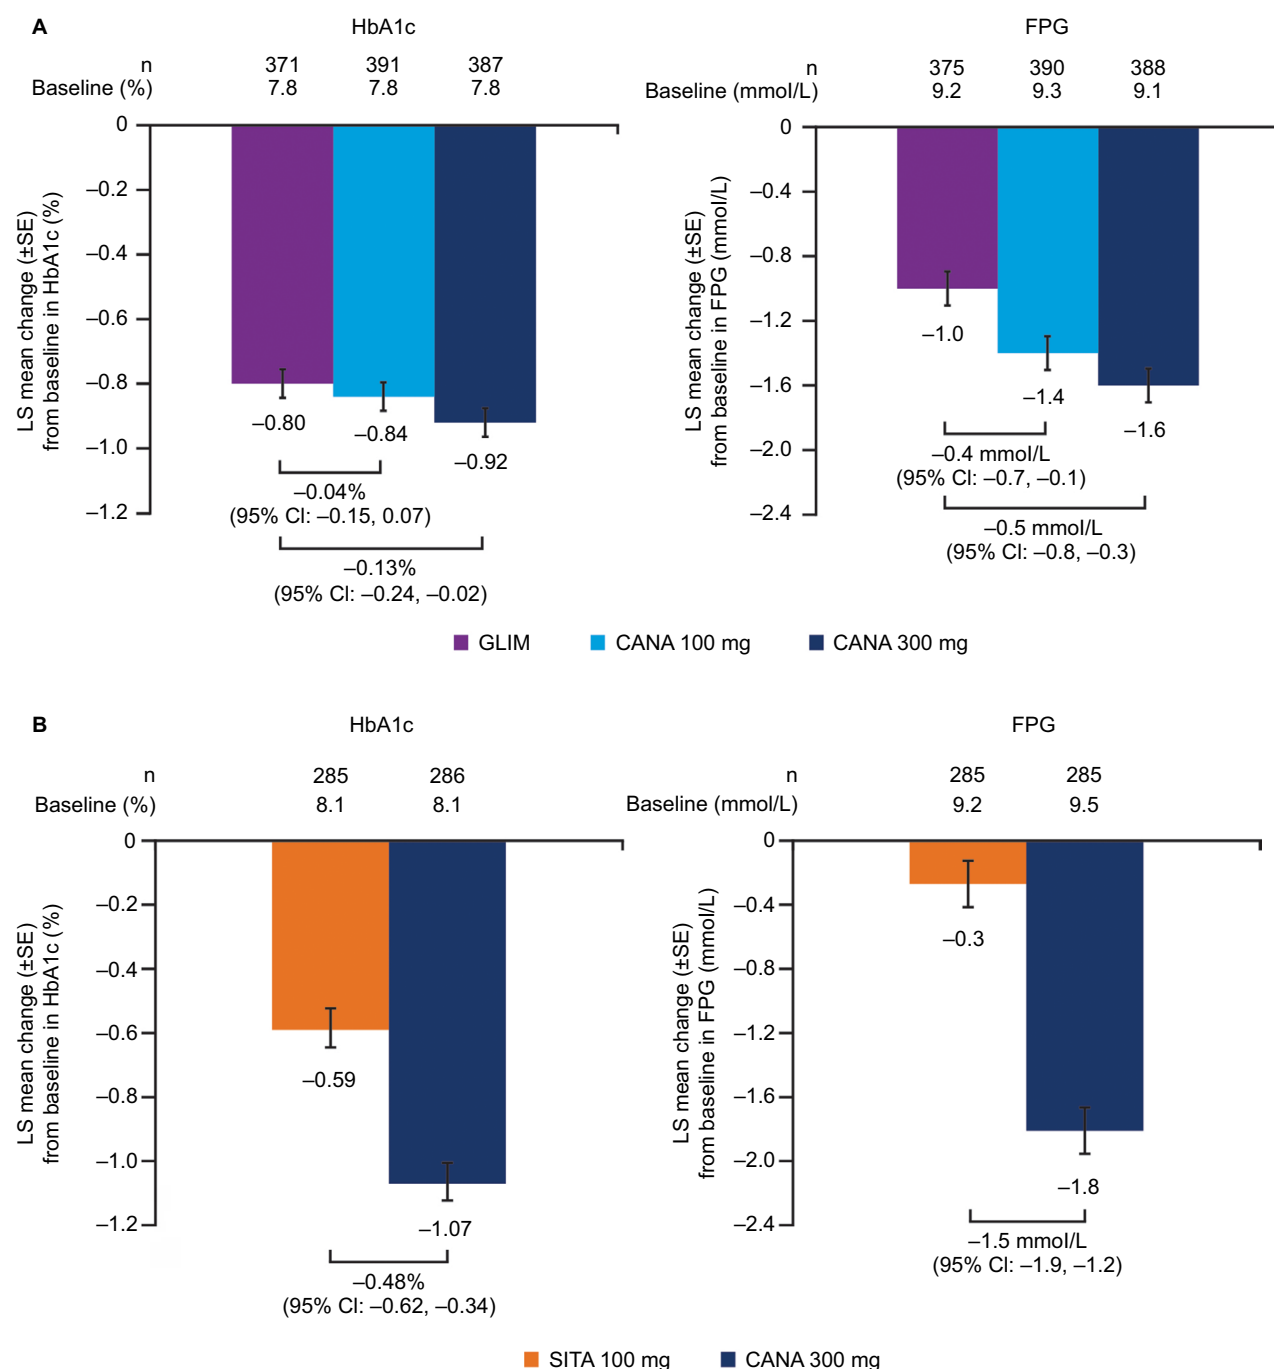 A
HbA1c
n 371 391 387
Baseline (%) 7.8 7.8 7.8
0
–0.2
–0.4
–0.6
–0.8
–1.0
–1.2
LS mean change (±SE)
from baseline in HbA1c (%)
–0.80
–0.84
–0.92
–0.04%
(95% CI: –0.15, 0.07)
–0.13%
(95% CI: –0.24, –0.02)
FPG
n 375 390 388
Baseline (mmol/L) 9.2 9.3 9.1
0
–0.4
–0.8
–1.2
–1.6
–2.0
–2.4
LS mean change (±SE)
from baseline in FPG (mmol/L)
–1.0
–1.4
–1.6
–0.4 mmol/L
(95% CI: –0.7, –0.1)
–0.5 mmol/L
(95% CI: –0.8, –0.3)
GLIM CANA 100 mg CANA 300 mg
B
HbA1c
n 285 286
Baseline (%) 8.1 8.1
0
–0.2
–0.4
–0.6
–0.8
–1.0
–1.2
LS mean change (±SE)
from baseline in HbA1c (%)
–0.59
–1.07
–0.48%
(95% CI: –0.62, –0.34)
FPG
n 285 285
Baseline (mmol/L) 9.2 9.5
0
–0.4
–0.8
–1.2
–1.6
–2.0
–2.4
LS mean change (±SE)
from baseline in FPG (mmol/L)
–0.3
–1.8
–1.5 mmol/L
(95% CI: –1.9, –1.2)
SITA 100 mg CANA 300 mg